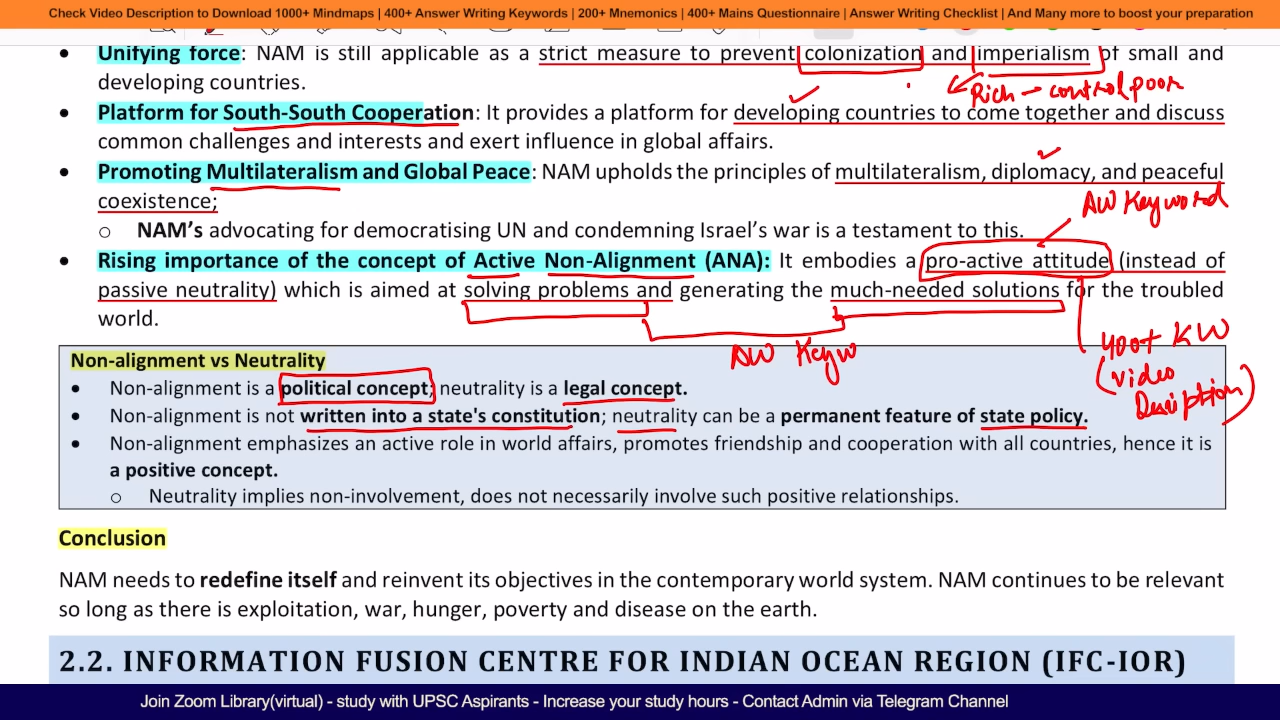 Check Video Description to Download 1000+ Mindmaps | 400+ Answer Writing Keywords | 200+ Mnemonics | 400+ Mains Questionnaire | Answer Writing Checklist | And Many more to boost your preparation
• Unifying force: NAM is still applicable as a strict measure to prevent colonization and imperialism of small and
developing countries.
Rich – control poor
• Platform for South-South Cooperation: It provides a platform for developing countries to come together and discuss
common challenges and interests and exert influence in global affairs.
• Promoting Multilateralism and Global Peace: NAM upholds the principles of multilateralism, diplomacy, and peaceful
coexistence;
AW Keyword
o NAM's advocating for democratising UN and condemning Israel's war is a testament to this.
• Rising importance of the concept of Active Non-Alignment (ANA): It embodies a pro-active attitude (instead of
passive neutrality) which is aimed at solving problems and generating the much-needed solutions for the troubled
world.
AW Keyw
400+ KW
(video
Desciption)
Non-alignment vs Neutrality
• Non-alignment is a political concept; neutrality is a legal concept.
• Non-alignment is not written into a state's constitution; neutrality can be a permanent feature of state policy.
• Non-alignment emphasizes an active role in world affairs, promotes friendship and cooperation with all countries, hence it is
a positive concept.
o Neutrality implies non-involvement, does not necessarily involve such positive relationships.
Conclusion
NAM needs to redefine itself and reinvent its objectives in the contemporary world system. NAM continues to be relevant
so long as there is exploitation, war, hunger, poverty and disease on the earth.
2.2. INFORMATION FUSION CENTRE FOR INDIAN OCEAN REGION (IFC-IOR)
Join Zoom Library(virtual) - study with UPSC Aspirants - Increase your study hours - Contact Admin via Telegram Channel